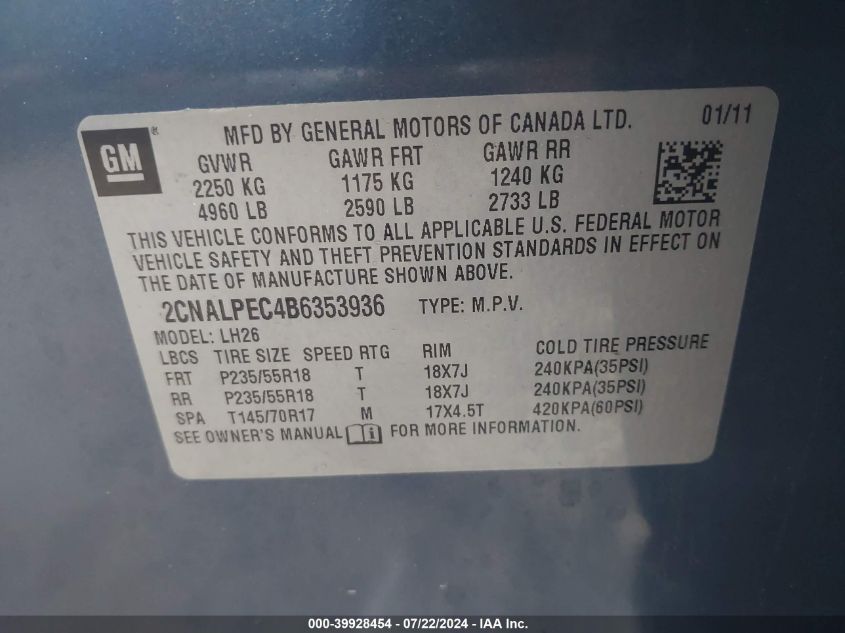 GM®
MFD BY GENERAL MOTORS OF CANADA LTD. 01/11
GVWR GAWR FRT GAWR RR
2250 KG 1175 KG 1240 KG
4960 LB 2590 LB 2733 LB
THIS VEHICLE CONFORMS TO ALL APPLICABLE U.S. FEDERAL MOTOR
VEHICLE SAFETY AND THEFT PREVENTION STANDARDS IN EFFECT ON
THE DATE OF MANUFACTURE SHOWN ABOVE.
2CNALPEC4B6353936 TYPE: M.P.V.
MODEL: LH26
LBCS TIRE SIZE SPEED RTG RIM COLD TIRE PRESSURE
FRT P235/55R18 T 18X7J 240KPA(35PSI)
RR P235/55R18 T 18X7J 240KPA(35PSI)
SPA T145/70R17 M 17X4.5T 420KPA(60PSI)
SEE OWNER'S MANUAL FOR MORE INFORMATION.
000-39928454 - 07/22/2024 - IAA Inc.